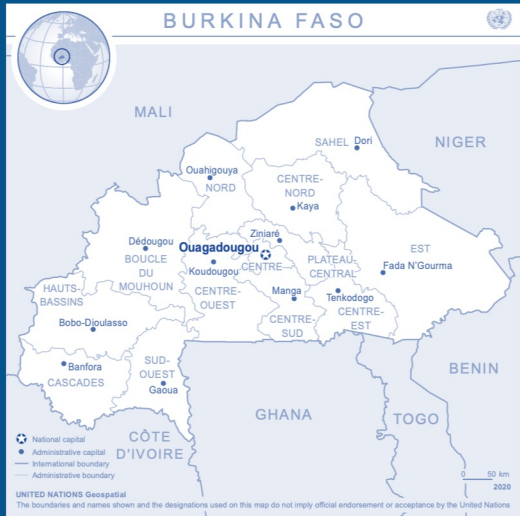 BURKINA FASO
MALI
NIGER
SAHEL
Dori
Ouahigouya
NORD
CENTRE-
NORD
Kaya
Ziniaré
Ouagadougou
Dédougou
BOUCLE
DU
MOUHOUN
Koudougou
CENTRE
PLATEAU-
CENTRAL
EST
Fada N'Gourma
HAUTS-
BASSINS
CENTRE-
OUEST
Manga
Tenkodogo
Bobo-Dioulasso
CENTRE-
SUD
CENTRE-
EST
Banfora
CASCADES
SUD-
OUEST
Gaoua
BENIN
GHANA
TOGO
CÔTE
D'IVOIRE
National capital
Administrative capital
International boundary
Administrative boundary
0 50 km
2020
UNITED NATIONS Geospatial
The boundaries and names shown and the designations used on this map do not imply official endorsement or acceptance by the United Nations